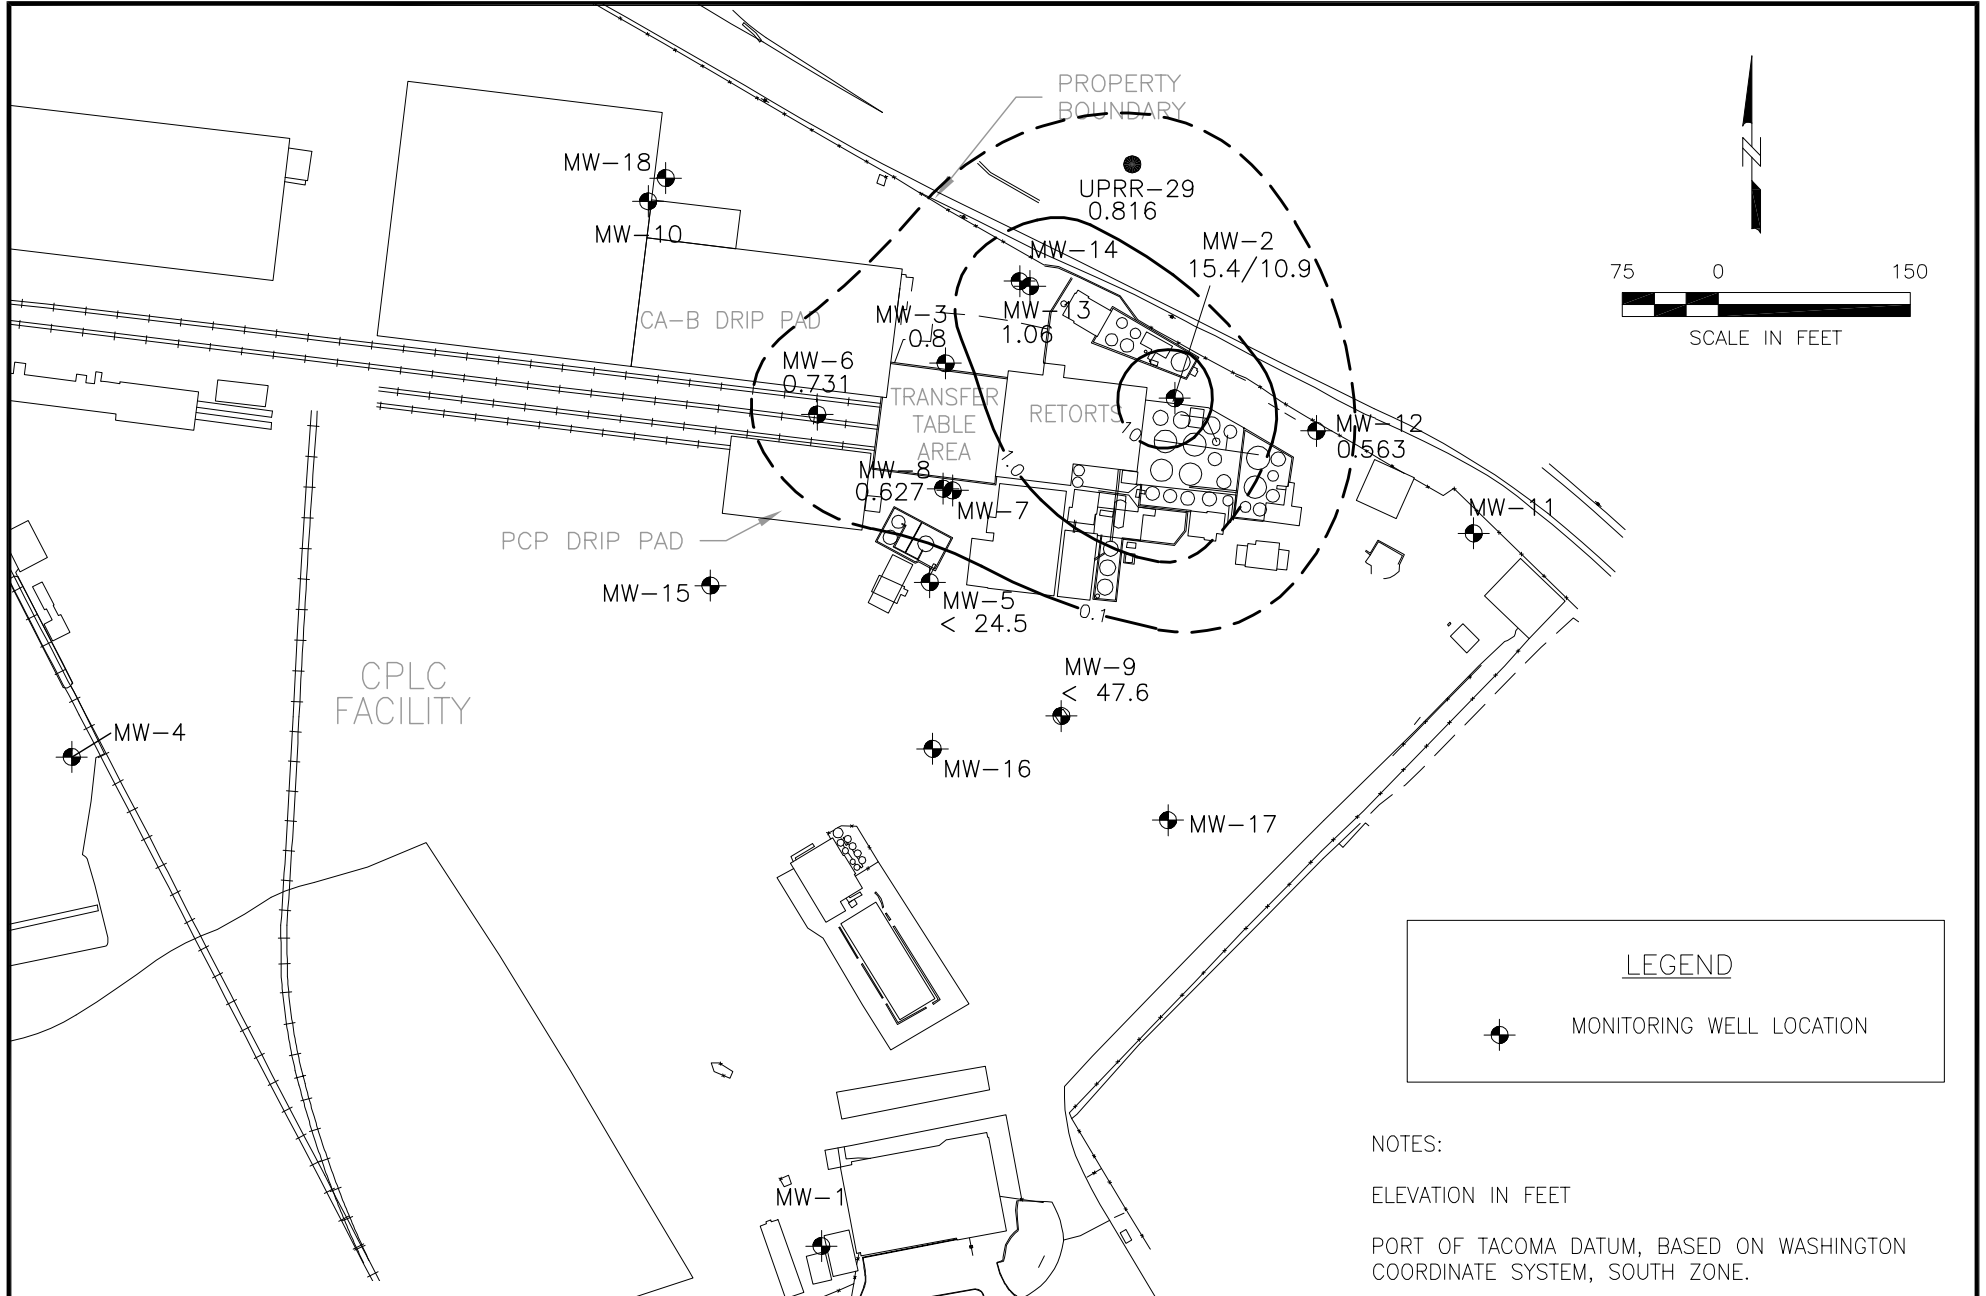 PROPERTY
BOUNDARY
MW-18
UPRR-29
0.816
MW-10
MW-14
MW-2
15.4/10.9
75 0 150
SCALE IN FEET
N
CA-B DRIP PAD
MW-3
0.8
MW-13
1.06
MW-6
0.731
TRANSFER
TABLE
AREA
RETORTS
10
MW-12
0.563
1.0
MW-8
0.627
MW-7
MW-11
PCP DRIP PAD
MW-15
MW-5
< 24.5
0.1
CPLC
FACILITY
MW-9
< 47.6
MW-4
MW-16
MW-17
LEGEND
MONITORING WELL LOCATION
NOTES:
ELEVATION IN FEET
PORT OF TACOMA DATUM, BASED ON WASHINGTON
COORDINATE SYSTEM, SOUTH ZONE.
MW-1